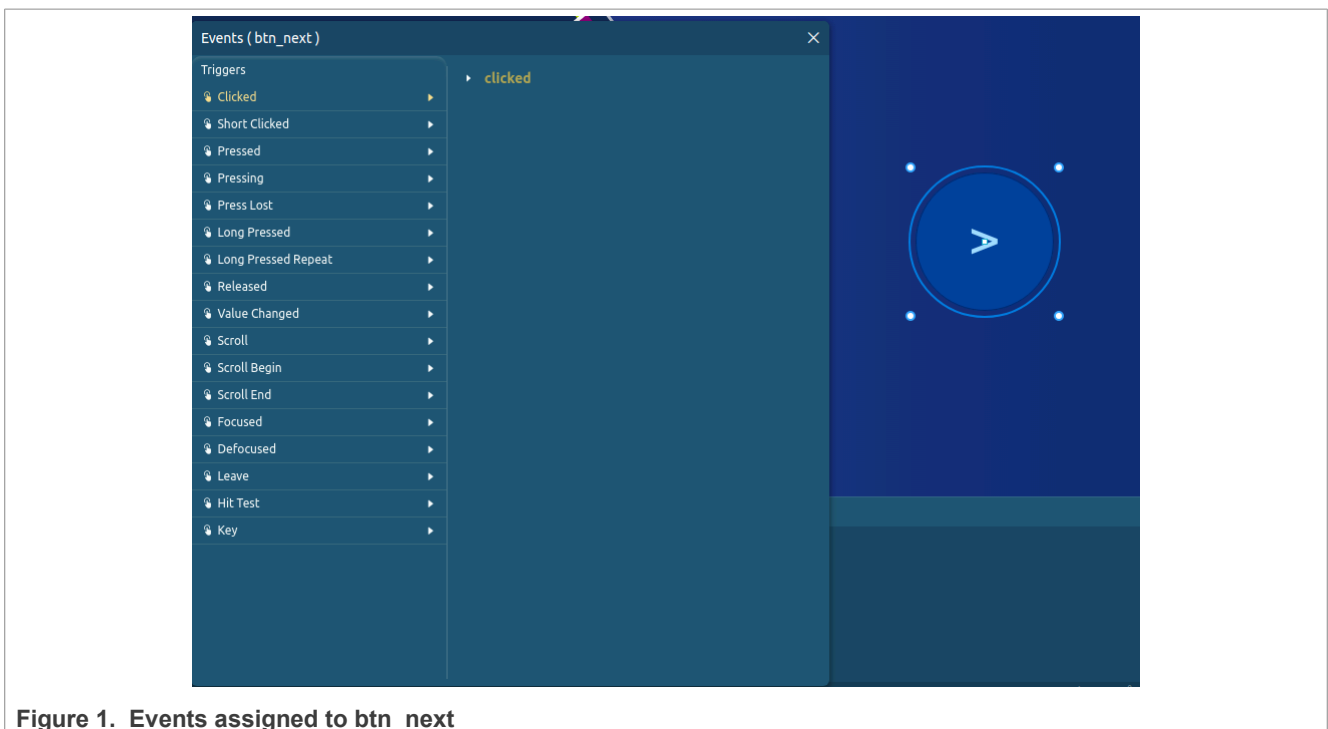 Events ( btn_next )
Triggers
Clicked
Short Clicked
Pressed
Pressing
Press Lost
Long Pressed
Long Pressed Repeat
Released
Value Changed
Scroll
Scroll Begin
Scroll End
Focused
Defocused
Leave
Hit Test
Key
clicked
>
Figure 1. Events assigned to btn_next